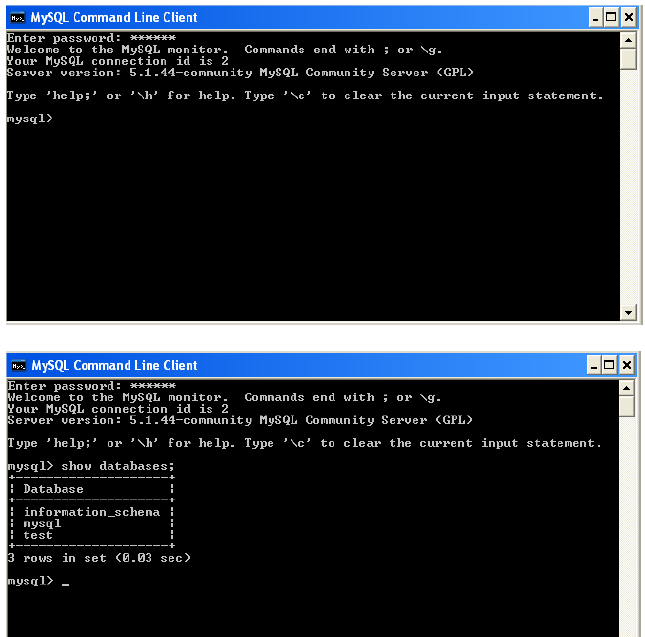 MySQL Command Line Client
Enter password: ******
Welcome to the MySQL monitor.  Commands end with ; or \g.
Your MySQL connection id is 2
Server version: 5.1.44-community MySQL Community Server (GPL)
Type 'help;' or '\h' for help. Type '\c' to clear the current input statement.
mysql>
MySQL Command Line Client
Enter password: ******
Welcome to the MySQL monitor.  Commands end with ; or \g.
Your MySQL connection id is 2
Server version: 5.1.44-community MySQL Community Server (GPL)
Type 'help;' or '\h' for help. Type '\c' to clear the current input statement.
mysql> show databases;
+--------------------+
| Database           |
+--------------------+
| information_schema |
| mysql              |
| test               |
+--------------------+
3 rows in set (0.03 sec)
mysql> _